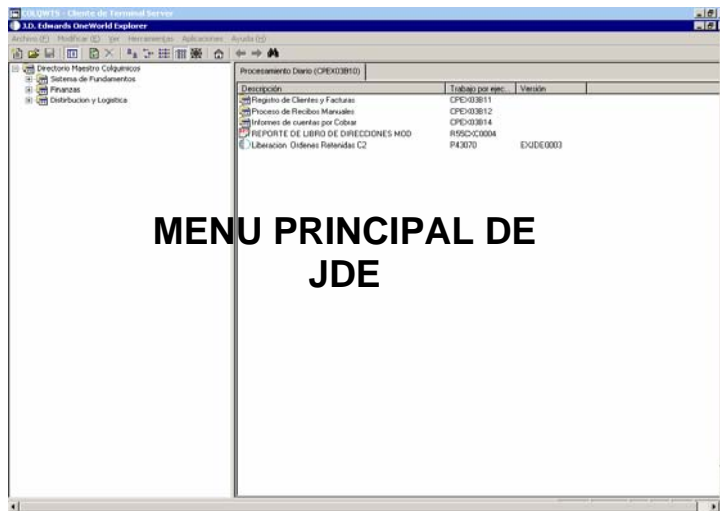 COLQWTS - Cliente de Terminal Server
J.D. Edwards OneWorld Explorer
Archivo (F) Modificar (E) Ver Herramientas Aplicaciones Ayuda (H)
Directorio Maestro Colquimicos
Sistema de Fundamentos
Finanzas
Distribucion y Logistica
Procesamiento Diario (CPEX03B10)
Descripción Trabajo por ejec... Versión
Registro de Clientes y Facturas CPEX03B11
Proceso de Recibos Manuales CPEX03B12
Informes de cuentas por Cobrar CPEX03B14
REPORTE DE LIBRO DE DIRECCIONES MOD R55CXC0004
Liberacion Ordenes Retenidas C2 P43070 EXJDE0003
MENU PRINCIPAL DE
JDE